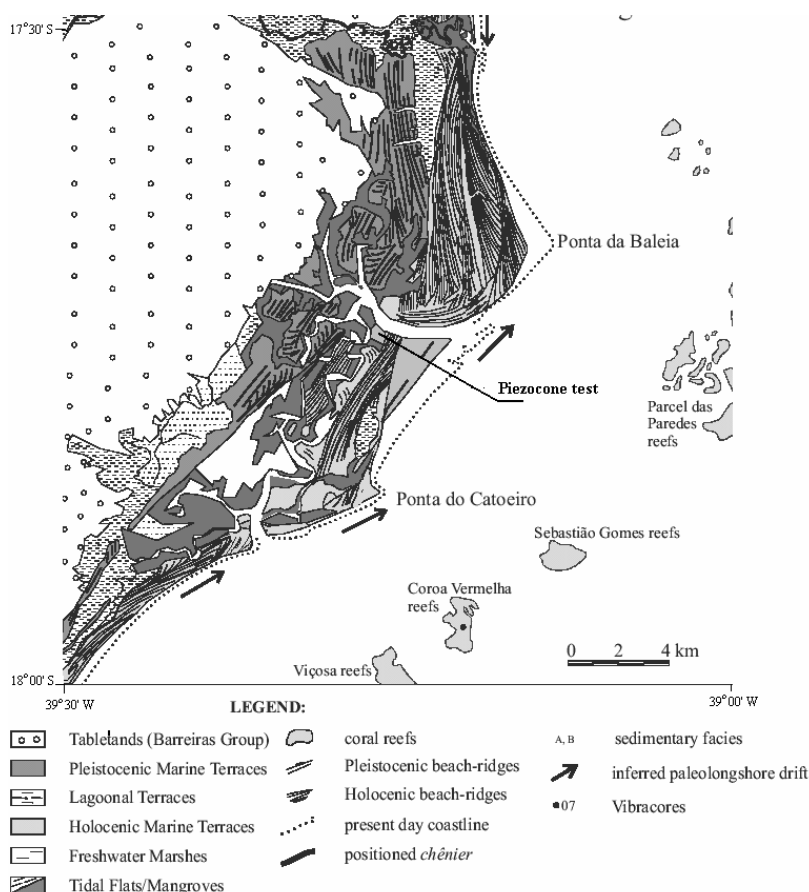 17°30' S
Ponta da Baleia
Piezocone test
Parcel das
Paredes
reefs
Ponta do Catoeiro
Sebastião Gomes reefs
Coroa Vermelha
reefs
0 2 4 km
Viçosa reefs
18°00' S
39°30' W
39°00' W
LEGEND:
Tablelands (Barreiras Group)
coral reefs
A, B sedimentary facies
Pleistocenic Marine Terraces
Pleistocenic beach-ridges
inferred paleolongshore drift
Lagoonal Terraces
Holocenic beach-ridges
07 Vibracores
Holocenic Marine Terraces
present day coastline
Freshwater Marshes
positioned chênier
Tidal Flats/Mangroves